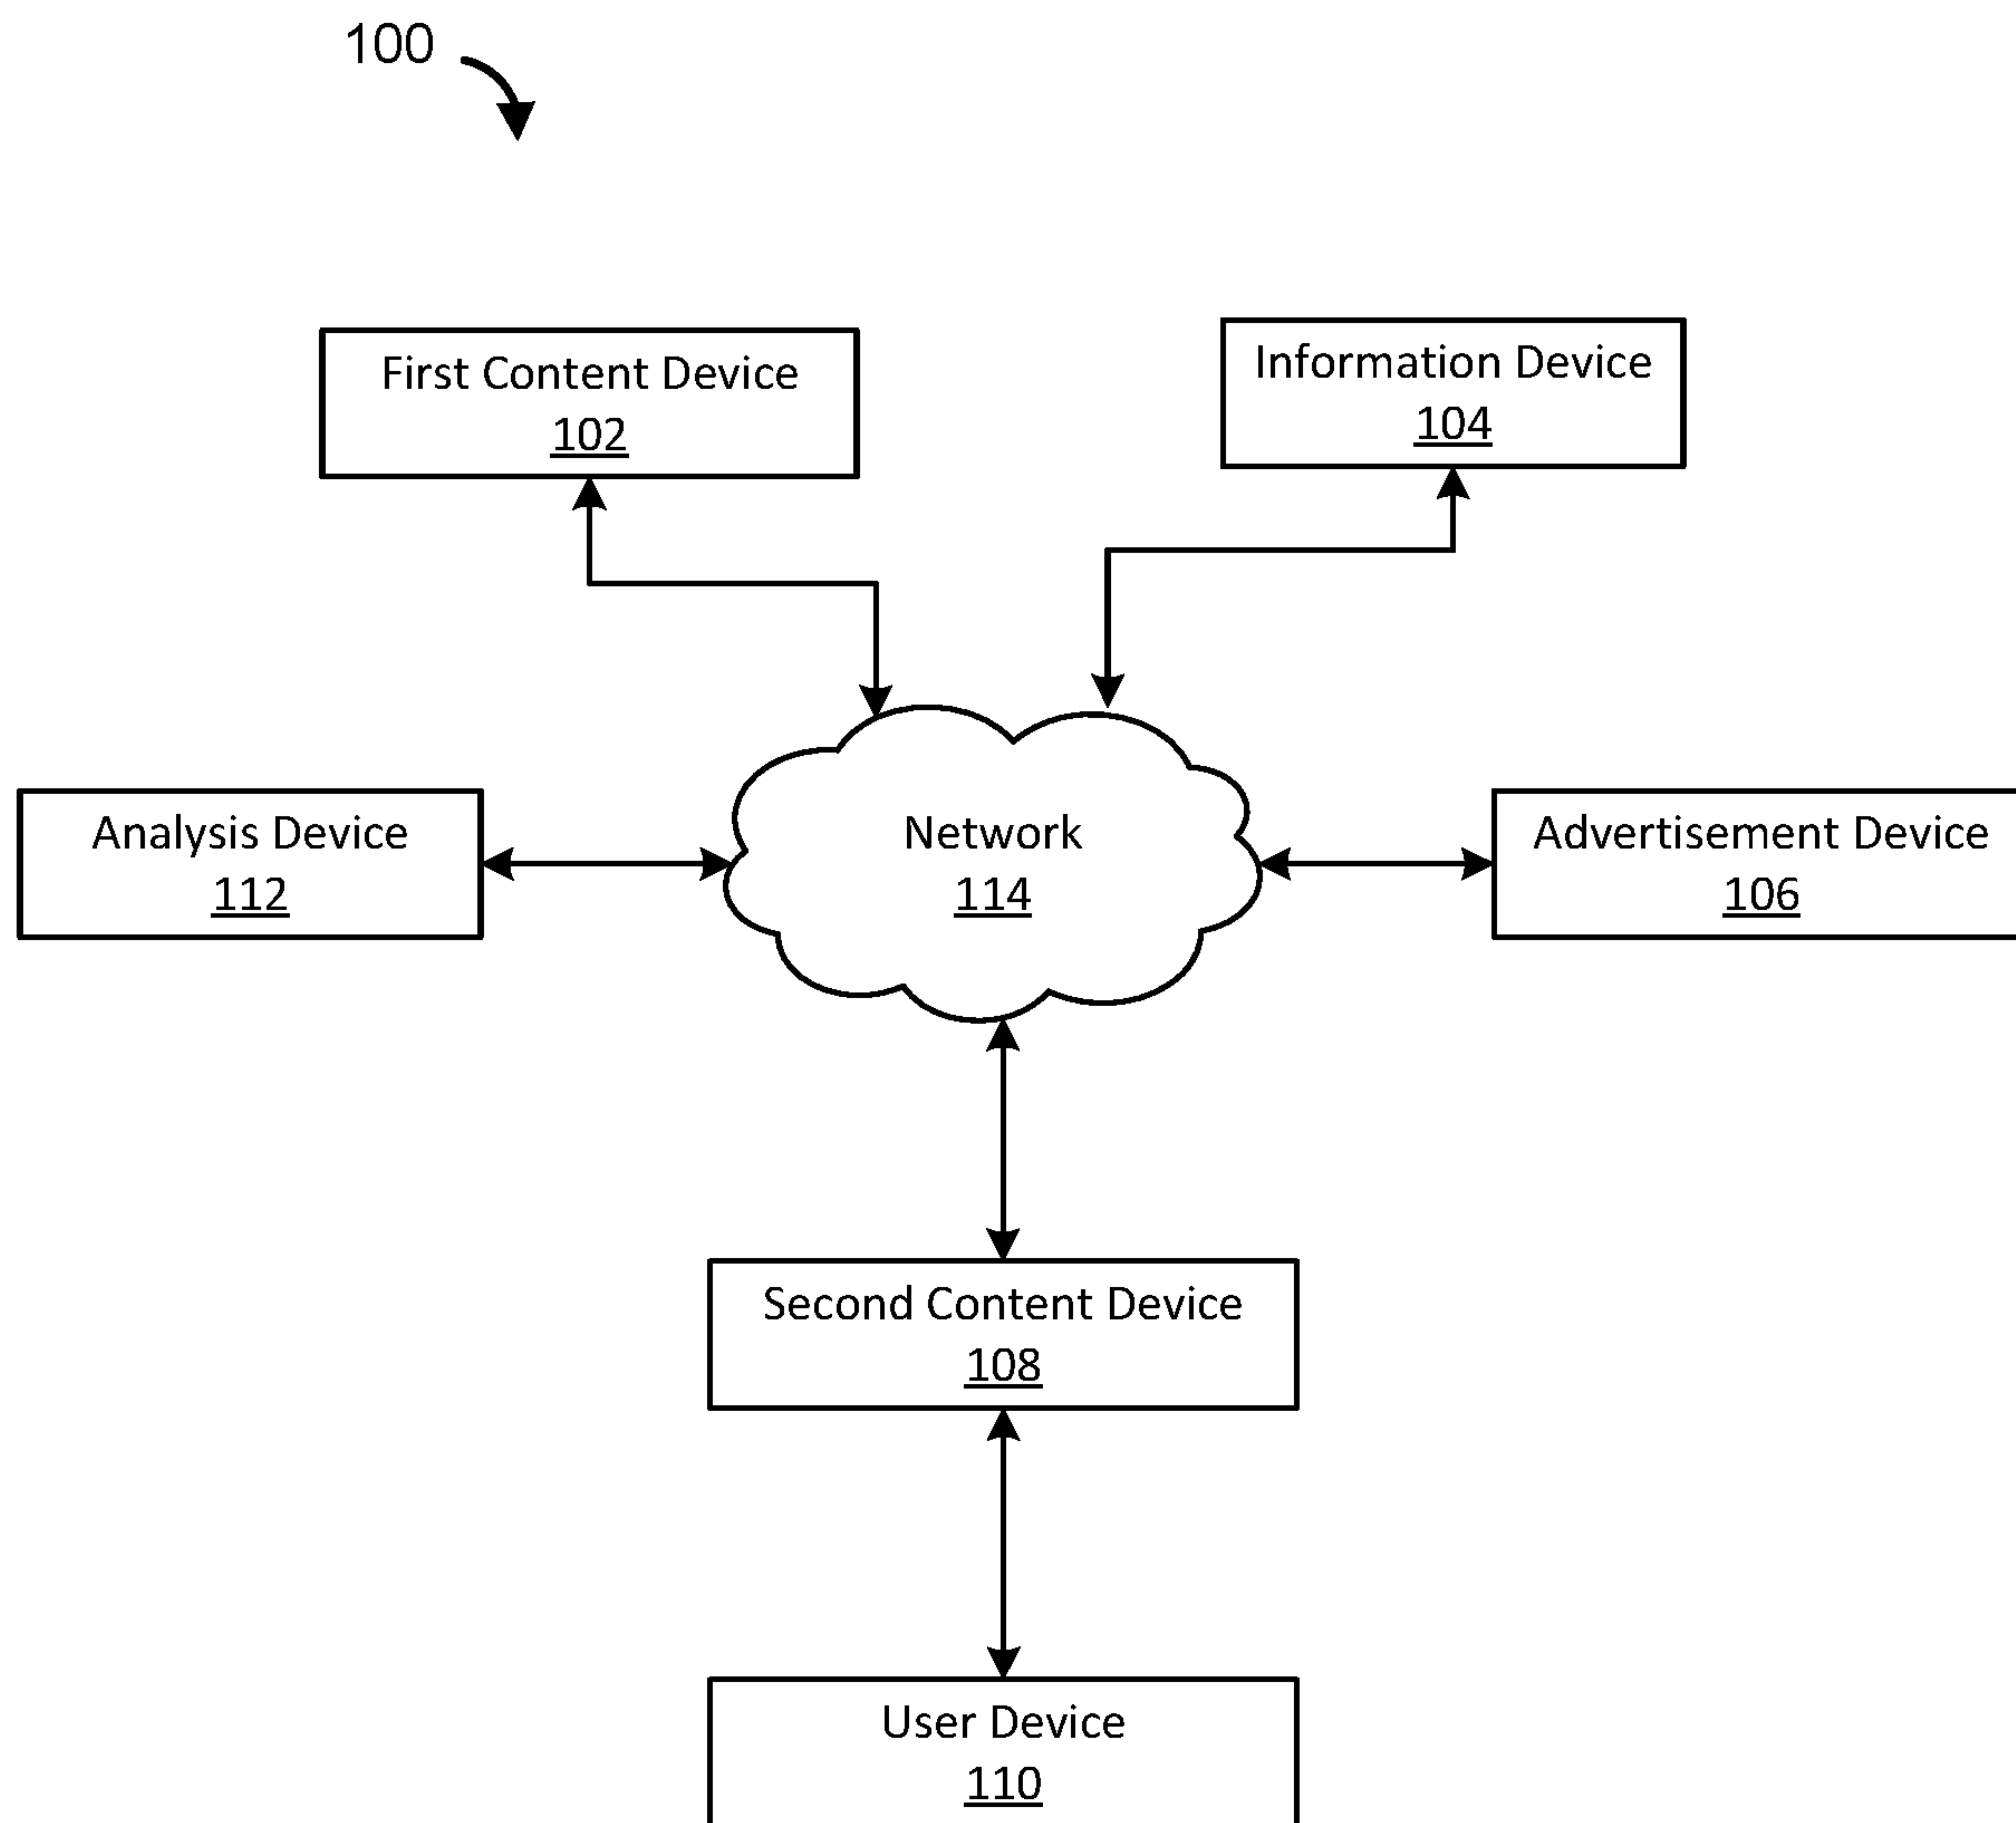 100
First Content Device
102
Information Device
104
Analysis Device
112
Network
114
Advertisement Device
106
Second Content Device
108
User Device
110